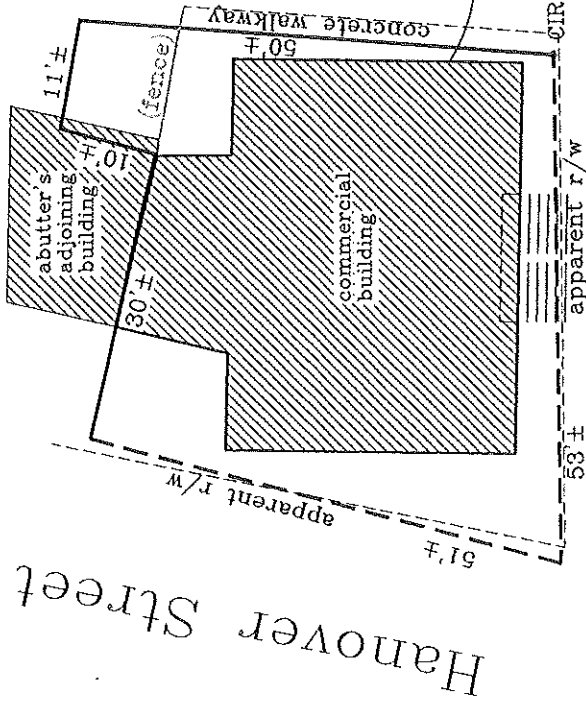 concrete walkway
50'±
11'±
(fence)
10'±
abutter's
adjoining
building
30'±
commercial
building
apparent r/w
51'±
Hanover Street
CIR
apparent r/w
53'±